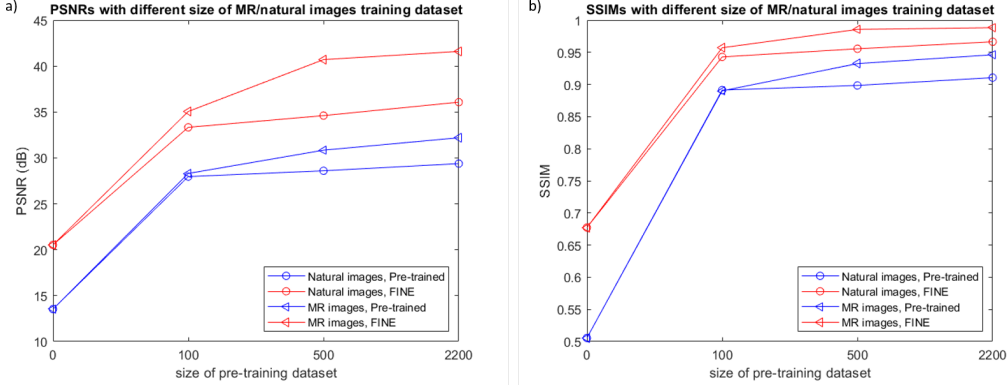 a)
PSNRs with different size of MR/natural images training dataset
45
40
35
30
25
20
15
10
PSNR (dB)
0 100 500 2200
size of pre-training dataset
Natural images, Pre-trained
Natural images, FINE
MR images, Pre-trained
MR images, FINE
b)
SSIMs with different size of MR/natural images training dataset
1
0.95
0.9
0.85
0.8
0.75
0.7
0.65
0.6
0.55
0.5
SSIM
0 100 500 2200
size of pre-training dataset
Natural images, Pre-trained
Natural images, FINE
MR images, Pre-trained
MR images, FINE